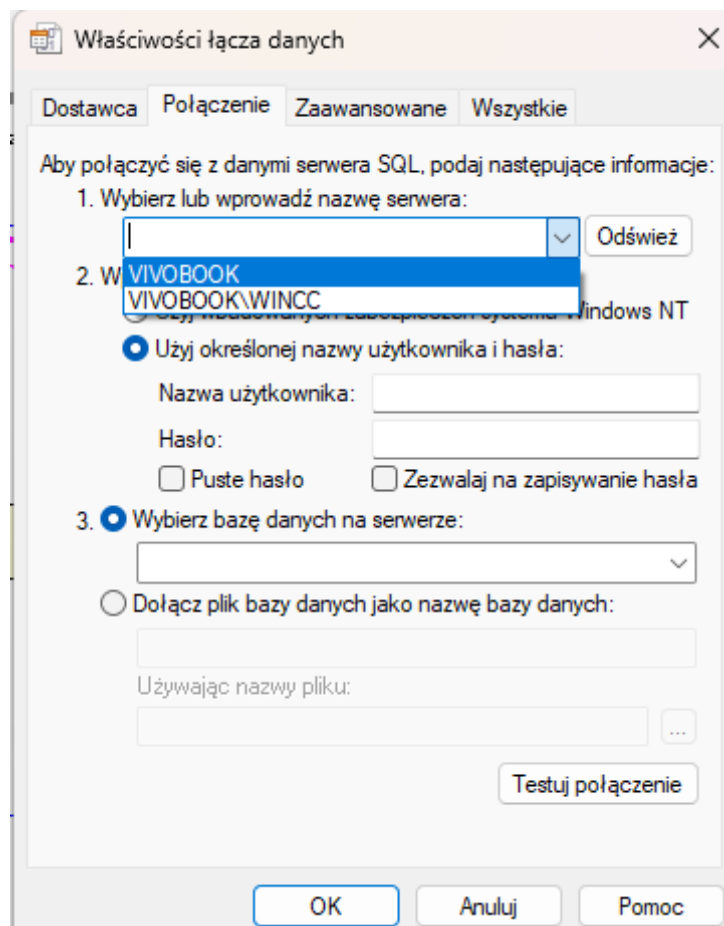 Właściwości łącza danych
Dostawca Połączenie Zaawansowane Wszystkie
Aby połączyć się z danymi serwera SQL, podaj następujące informacje:
1. Wybierz lub wprowadź nazwę serwera:
Odśwież
VIVOBOOK
2. W
VIVOBOOK\WINCC
Windows NT
Użyj określonej nazwy użytkownika i hasła:
Nazwa użytkownika:
Hasło:
Puste hasło Zezwalaj na zapisywanie hasła
3. Wybierz bazę danych na serwerze:
Dołącz plik bazy danych jako nazwę bazy danych:
Używając nazwy pliku:
...
Testuj połączenie
OK Anuluj Pomoc